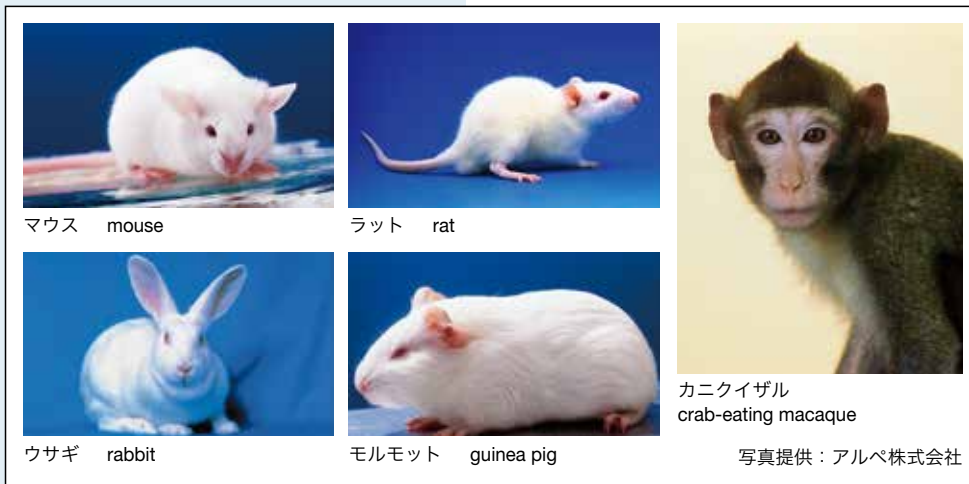 マウス mouse
ラット rat
ウサギ rabbit
モルモット guinea pig
カニクイザル
crab-eating macaque
写真提供：アルペ株式会社